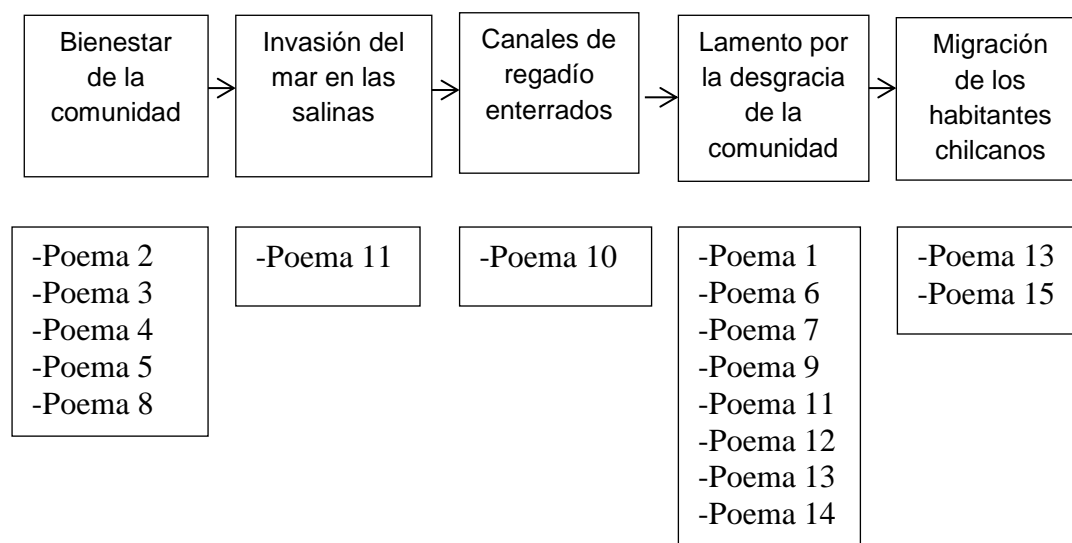 Bienestar
de la
comunidad
Invasión del
mar en las
salinas
Canales de
regadío
enterrados
Lamento por
la desgracia
de la
comunidad
Migración
de los
habitantes
chilcanos
-Poema 2
-Poema 3
-Poema 4
-Poema 5
-Poema 8
-Poema 11
-Poema 10
-Poema 1
-Poema 6
-Poema 7
-Poema 9
-Poema 11
-Poema 12
-Poema 13
-Poema 14
-Poema 13
-Poema 15